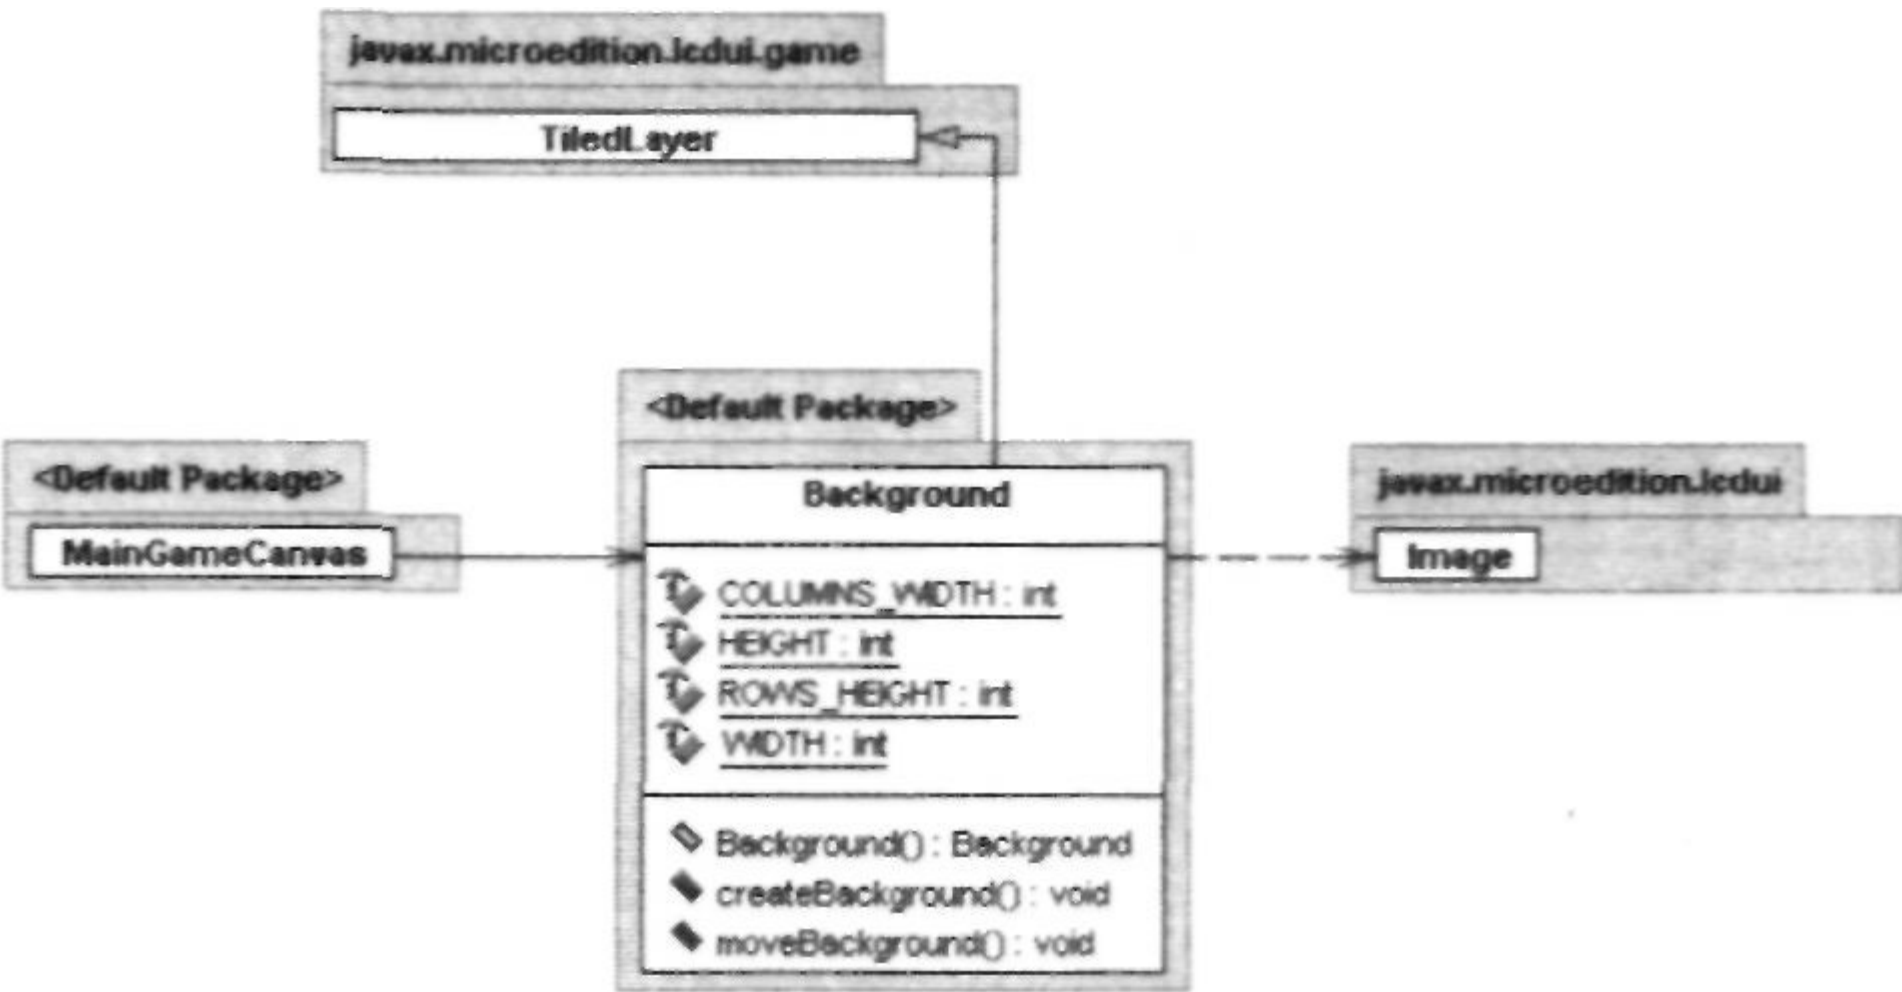 javax.microedition.lcdui.game
TiledLayer
<Default Package>
<Default Package>
Background
javax.microedition.lcdui
MainGameCanvas
Image
COLUMNS_WIDTH : int
HEIGHT : int
ROWS_HEIGHT : int
WIDTH : int
Background() : Background
createBackground() : void
moveBackground() : void